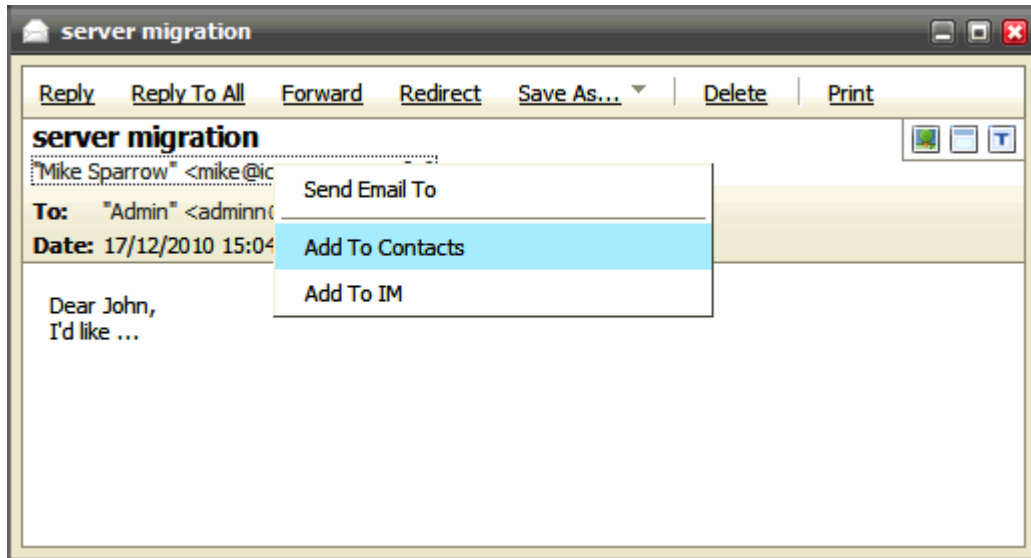 server migration
Reply Reply To All Forward Redirect Save As... Delete Print
server migration
"Mike Sparrow" <mike@ic
Send Email To
To: "Admin" <adminn
Date: 17/12/2010 15:04
Add To Contacts
Add To IM
Dear John,
I'd like ...
T